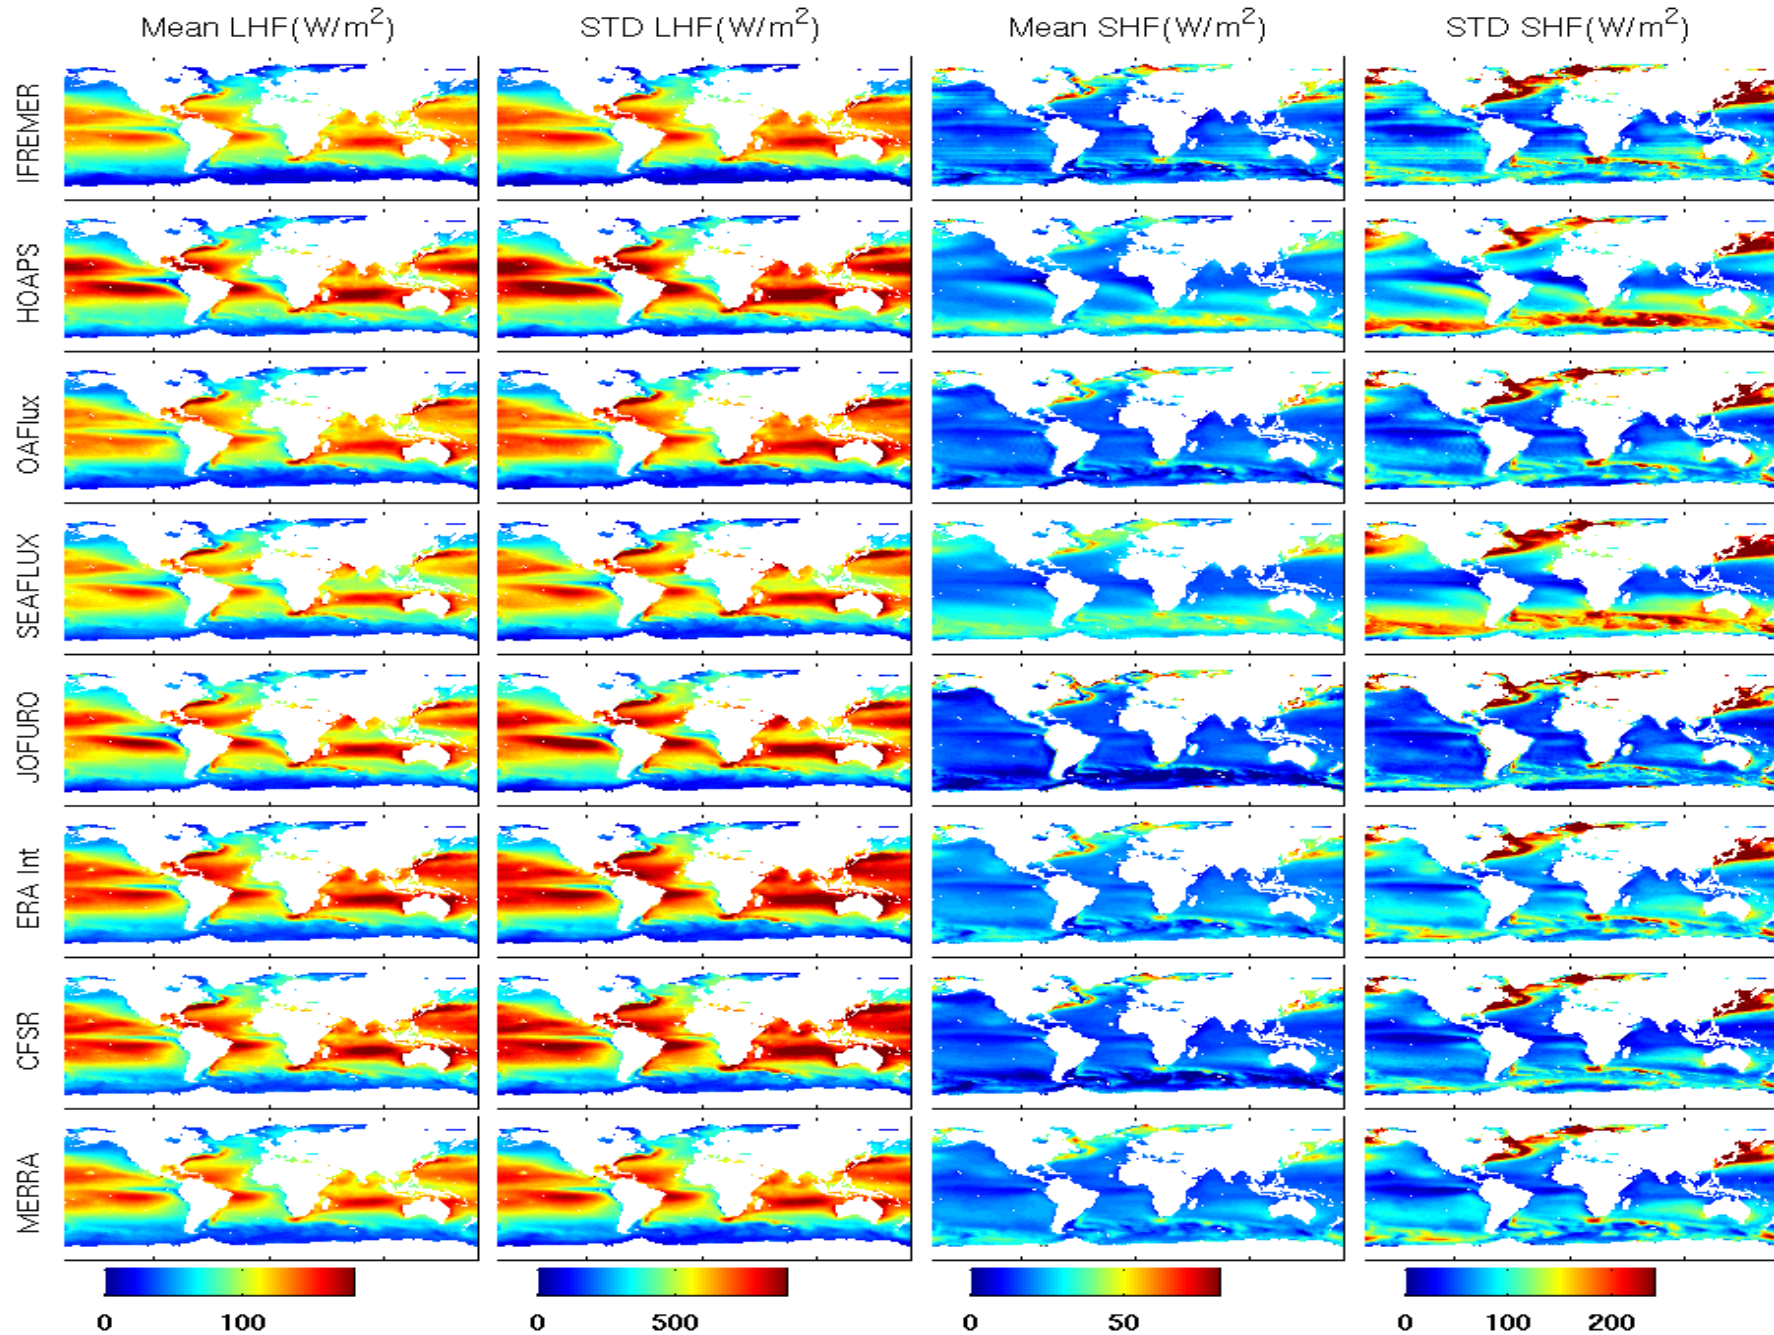 Mean LHF(W/m²) STD LHF(W/m²) Mean SHF(W/m²) STD SHF(W/m²)
IFREMER
HOAPS
OAFlux
SEAFLUX
JOFURO
ERA Int
CFSR
MERRA
0 100 0 500 0 50 0 100 200